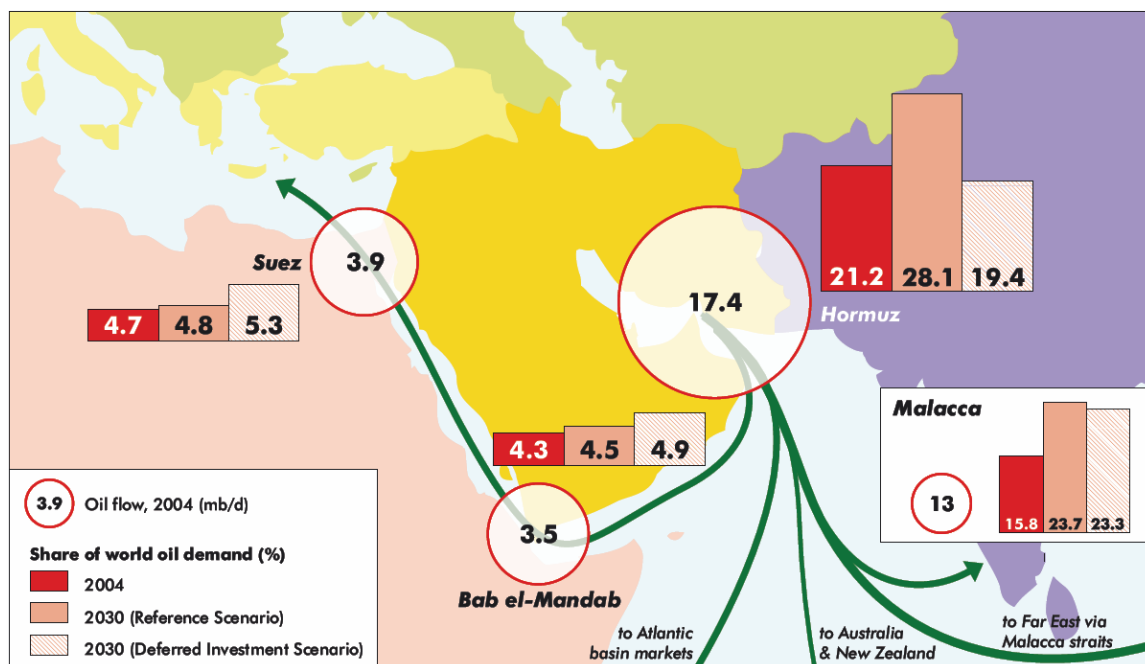 Suez
3.9
4.7 4.8 5.3
17.4
21.2 28.1 19.4
Hormuz
Malacca
13
15.8 23.7 23.3
4.3 4.5 4.9
3.5
Bab el-Mandab
3.9 Oil flow, 2004 (mb/d)
Share of world oil demand (%)
2004
2030 (Reference Scenario)
2030 (Deferred Investment Scenario)
to Atlantic
basin markets
to Australia
& New Zealand
to Far East via
Malacca straits